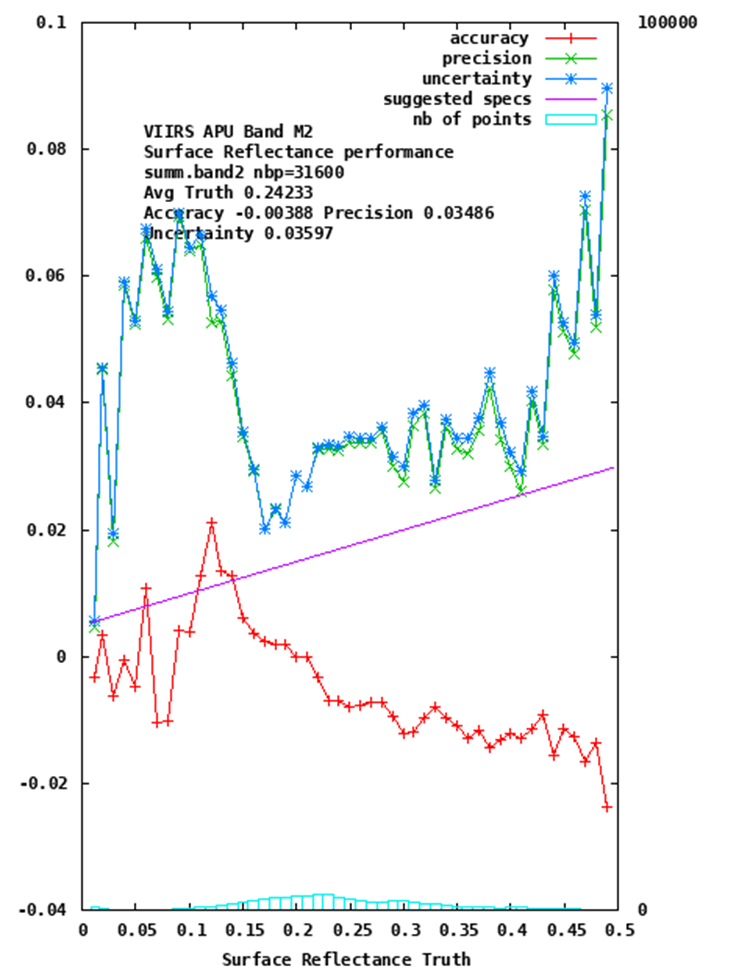 0.1
100000
accuracy
precision
uncertainty
suggested specs
nb of points
VIIRS APU Band M2
Surface Reflectance performance
summ.band2 nbp=31600
Avg Truth 0.24233
Accuracy -0.00388 Precision 0.03486
Uncertainty 0.03597
0.08
0.06
0.04
0.02
0
-0.02
-0.04
0
0 0.05 0.1 0.15 0.2 0.25 0.3 0.35 0.4 0.45 0.5
Surface Reflectance Truth